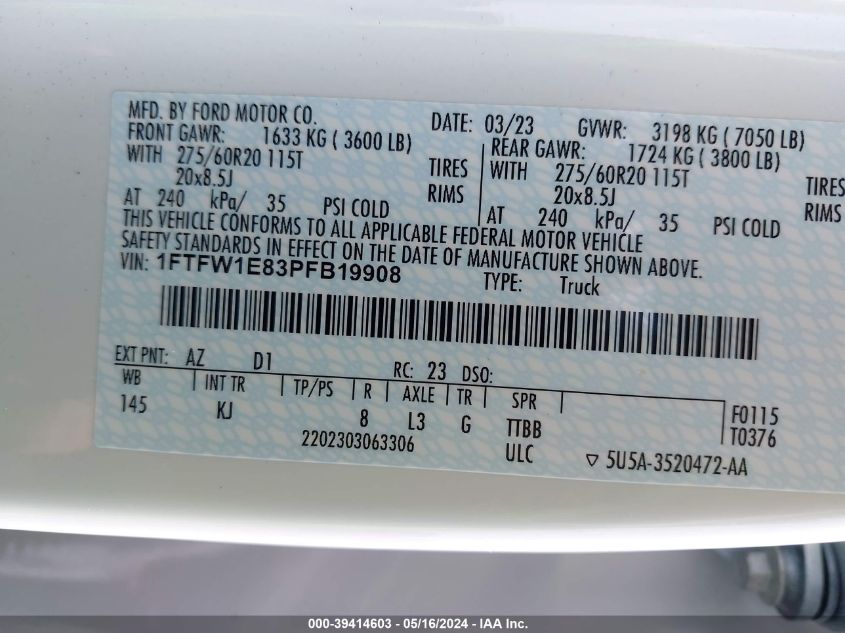 MFD. BY FORD MOTOR CO. DATE: 03/23 GVWR: 3198 KG ( 7050 LB)
FRONT GAWR: 1633 KG ( 3600 LB) REAR GAWR: 1724 KG ( 3800 LB)
WITH 275/60R20 115T TIRES WITH 275/60R20 115T TIRES
20x8.5J RIMS 20x8.5J RIMS
AT 240 kPa/ 35 PSI COLD AT 240 kPa/ 35 PSI COLD
THIS VEHICLE CONFORMS TO ALL APPLICABLE FEDERAL MOTOR VEHICLE
SAFETY STANDARDS IN EFFECT ON THE DATE OF MANUFACTURE SHOWN ABOVE.
VIN: 1FTFW1E83PFB19908 TYPE: Truck
EXT PNT: AZ D1 RC: 23 DSO:
WB INT TR TP/PS R AXLE TR SPR F0115
145 KJ 8 L3 G TTBB T0376
2202303063306 ULC ▽ 5U5A-3520472-AA
000-39414603 - 05/16/2024 - IAA Inc.